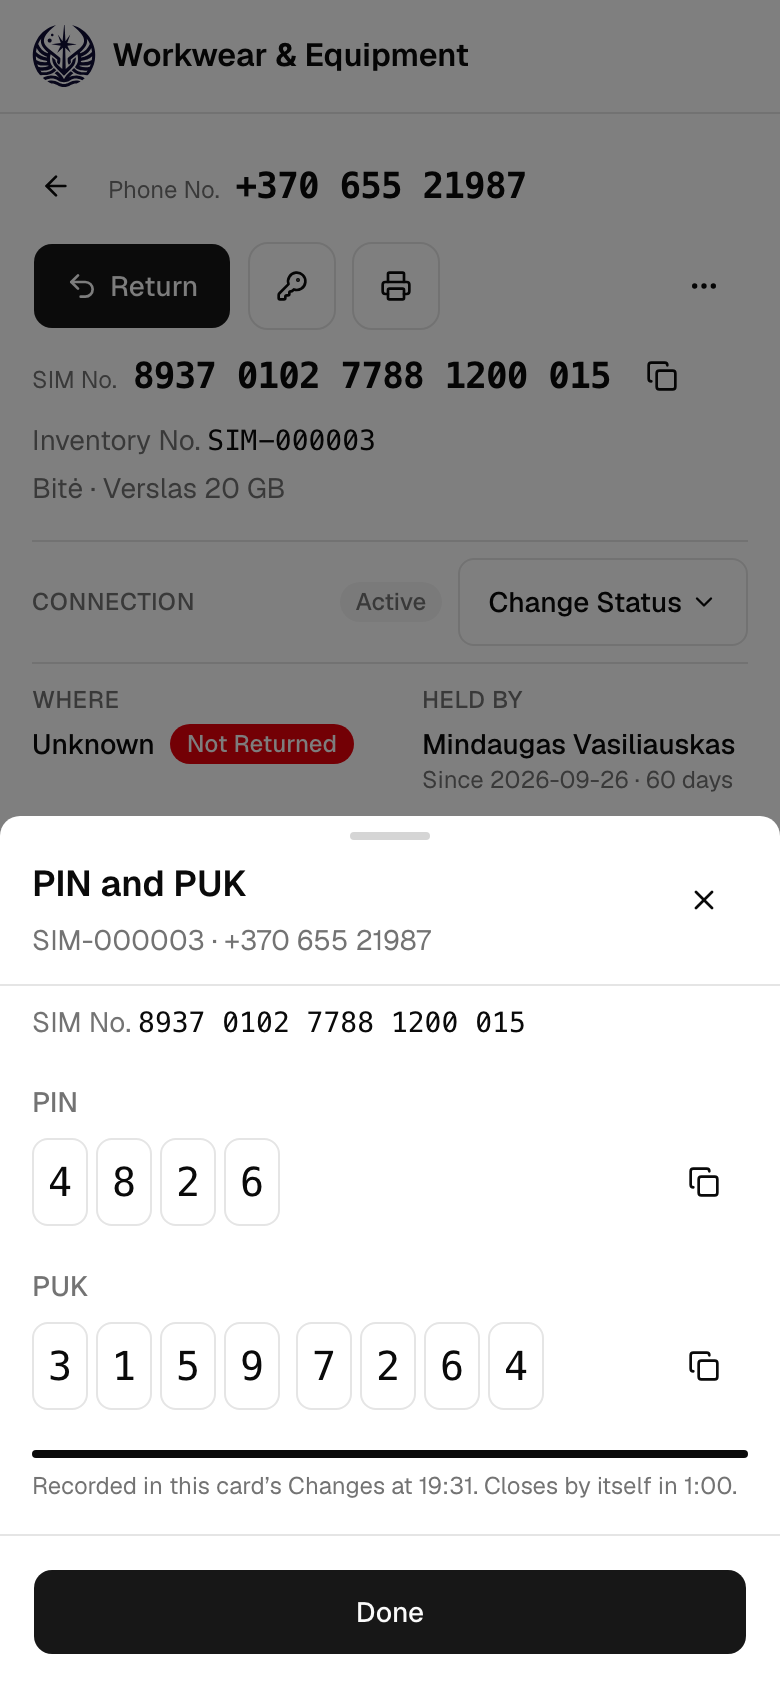 Workwear & Equipment
Phone No. +370 655 21987
Return
SIM No. 8937 0102 7788 1200 015
Inventory No. SIM-000003
Bitė · Verslas 20 GB
CONNECTION Active Change Status
WHERE HELD BY
Unknown Not Returned Mindaugas Vasiliauskas
Since 2026-09-26 · 60 days
PIN and PUK
SIM-000003 · +370 655 21987
SIM No. 8937 0102 7788 1200 015
PIN
4 8 2 6
PUK
3 1 5 9 7 2 6 4
Recorded in this card’s Changes at 19:31. Closes by itself in 1:00.
Done